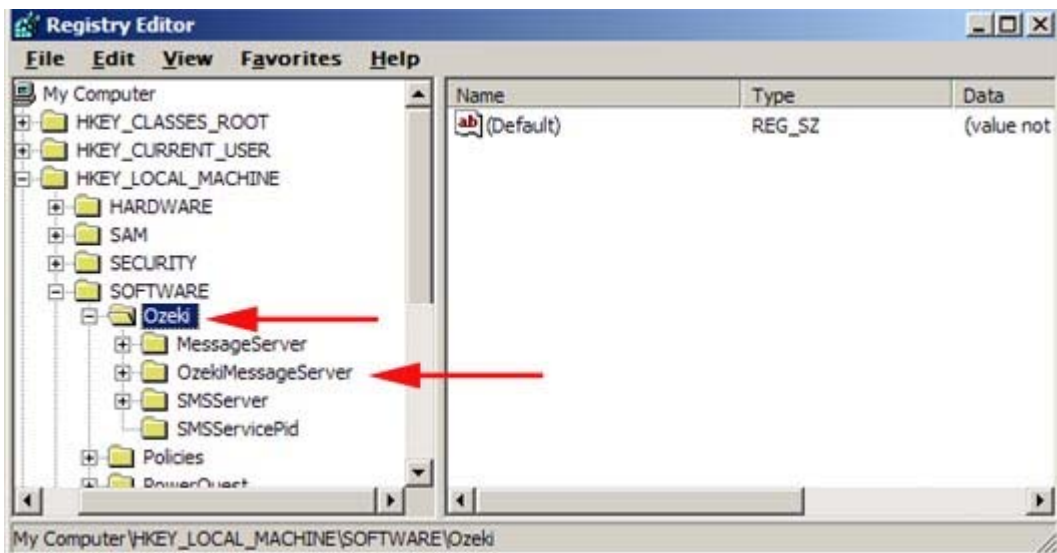 Registry Editor
File Edit View Favorites Help
My Computer
HKEY_CLASSES_ROOT
HKEY_CURRENT_USER
HKEY_LOCAL_MACHINE
HARDWARE
SAM
SECURITY
SOFTWARE
Ozeki
MessageServer
OzekiMessageServer
SMSServer
SMSServicePid
Policies
PowerQuest
Name Type Data
ab (Default) REG_SZ (value not
My Computer\HKEY_LOCAL_MACHINE\SOFTWARE\Ozeki